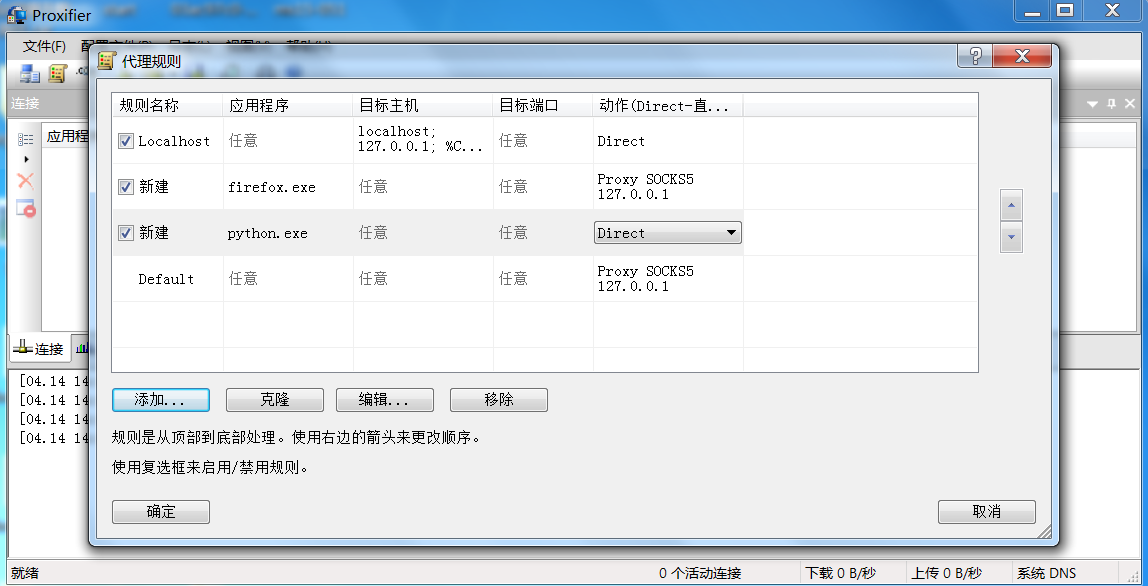 Proxifier
文件(F)
代理规则
连接
应用程
规则名称 应用程序 目标主机 目标端口 动作(Direct-直...
Localhost 任意 localhost; 任意 Direct
127.0.0.1; %C...
新建 firefox.exe 任意 任意 Proxy SOCKS5
127.0.0.1
新建 python.exe 任意 任意 Direct
Default 任意 任意 任意 Proxy SOCKS5
127.0.0.1
连接
[04.14 14
[04.14 14
[04.14 14
[04.14 14
添加... 克隆 编辑... 移除
规则是从顶部到底部处理。使用右边的箭头来更改顺序。
使用复选框来启用/禁用规则。
确定 取消
就绪 0 个活动连接 下载 0 B/秒 上传 0 B/秒 系统 DNS